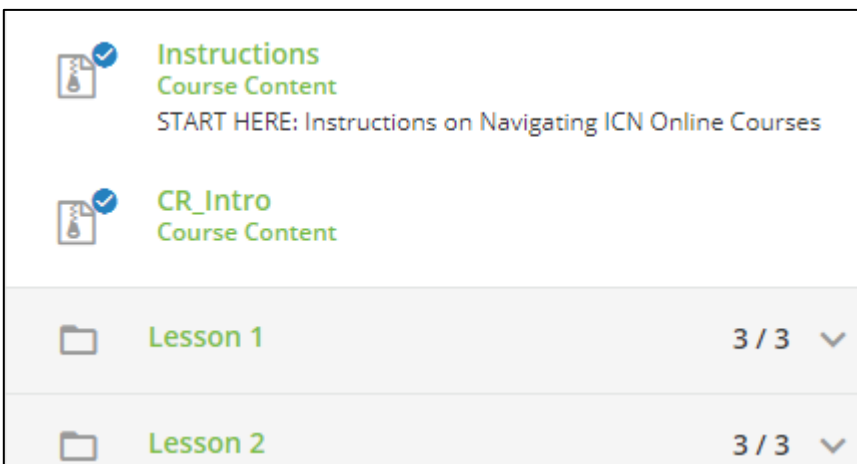 Instructions
Course Content
START HERE: Instructions on Navigating ICN Online Courses
CR_Intro
Course Content
Lesson 1 3 / 3
Lesson 2 3 / 3